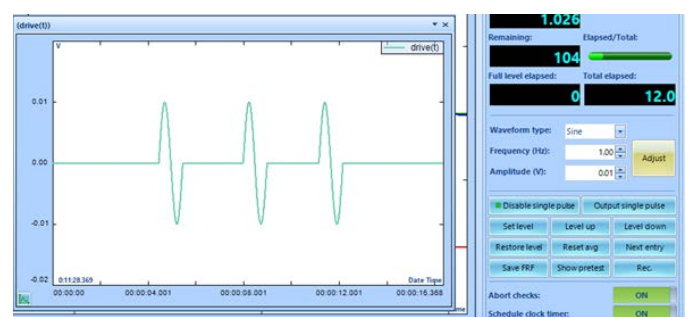 (drive(t))
V
drive(t)
0.01
0.00
-0.01
-0.02
0:11:28.369
Date Time
00:00:00
00:00:04.001
00:00:08.001
00:00:12.001
00:00:16.368
1.026
Remaining:
Elapsed/Total:
104
Full level elapsed:
Total elapsed:
0
12.0
Waveform type:
Sine
Frequency (Hz):
1.00
Adjust
Amplitude (V):
0.01
Disable single pulse
Output single pulse
Set level
Level up
Level down
Restore level
Reset avg
Next entry
Save FRF
Show pretest
Rec.
Abort checks:
ON
Schedule clock timer:
ON